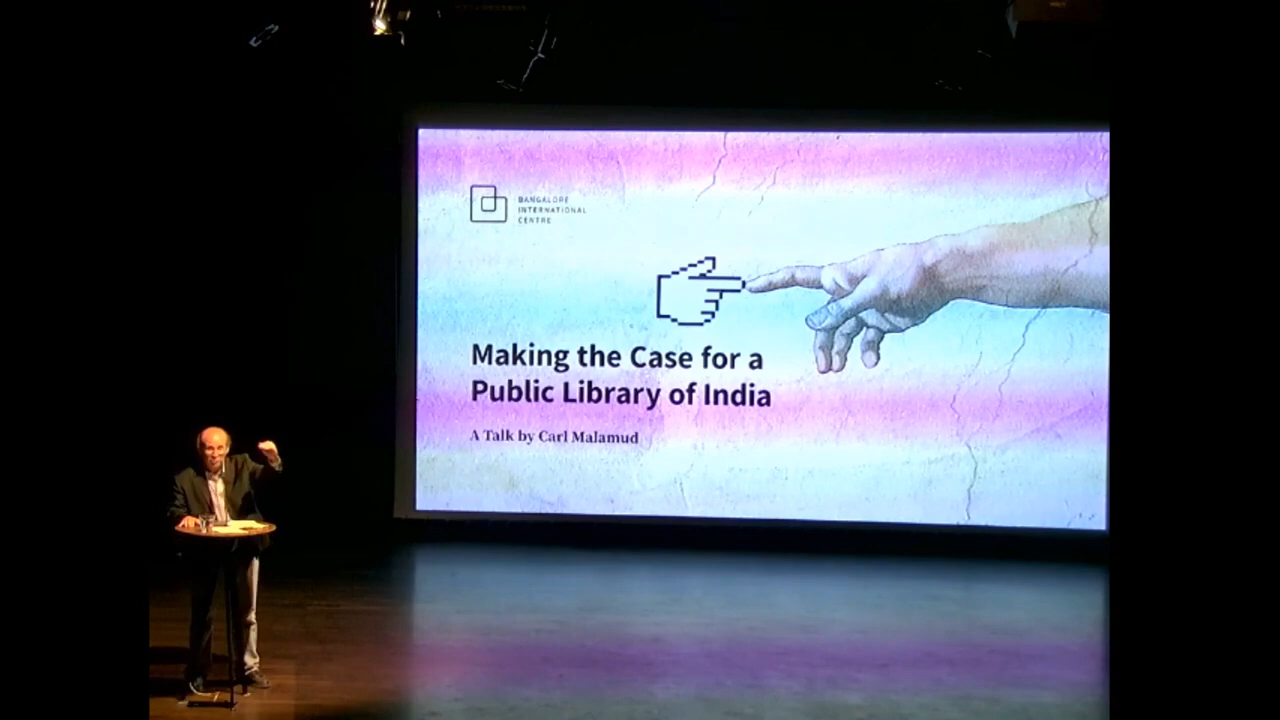 BANGALORE
INTERNATIONAL
CENTRE
Making the Case for a
Public Library of India
A Talk by Carl Malamud